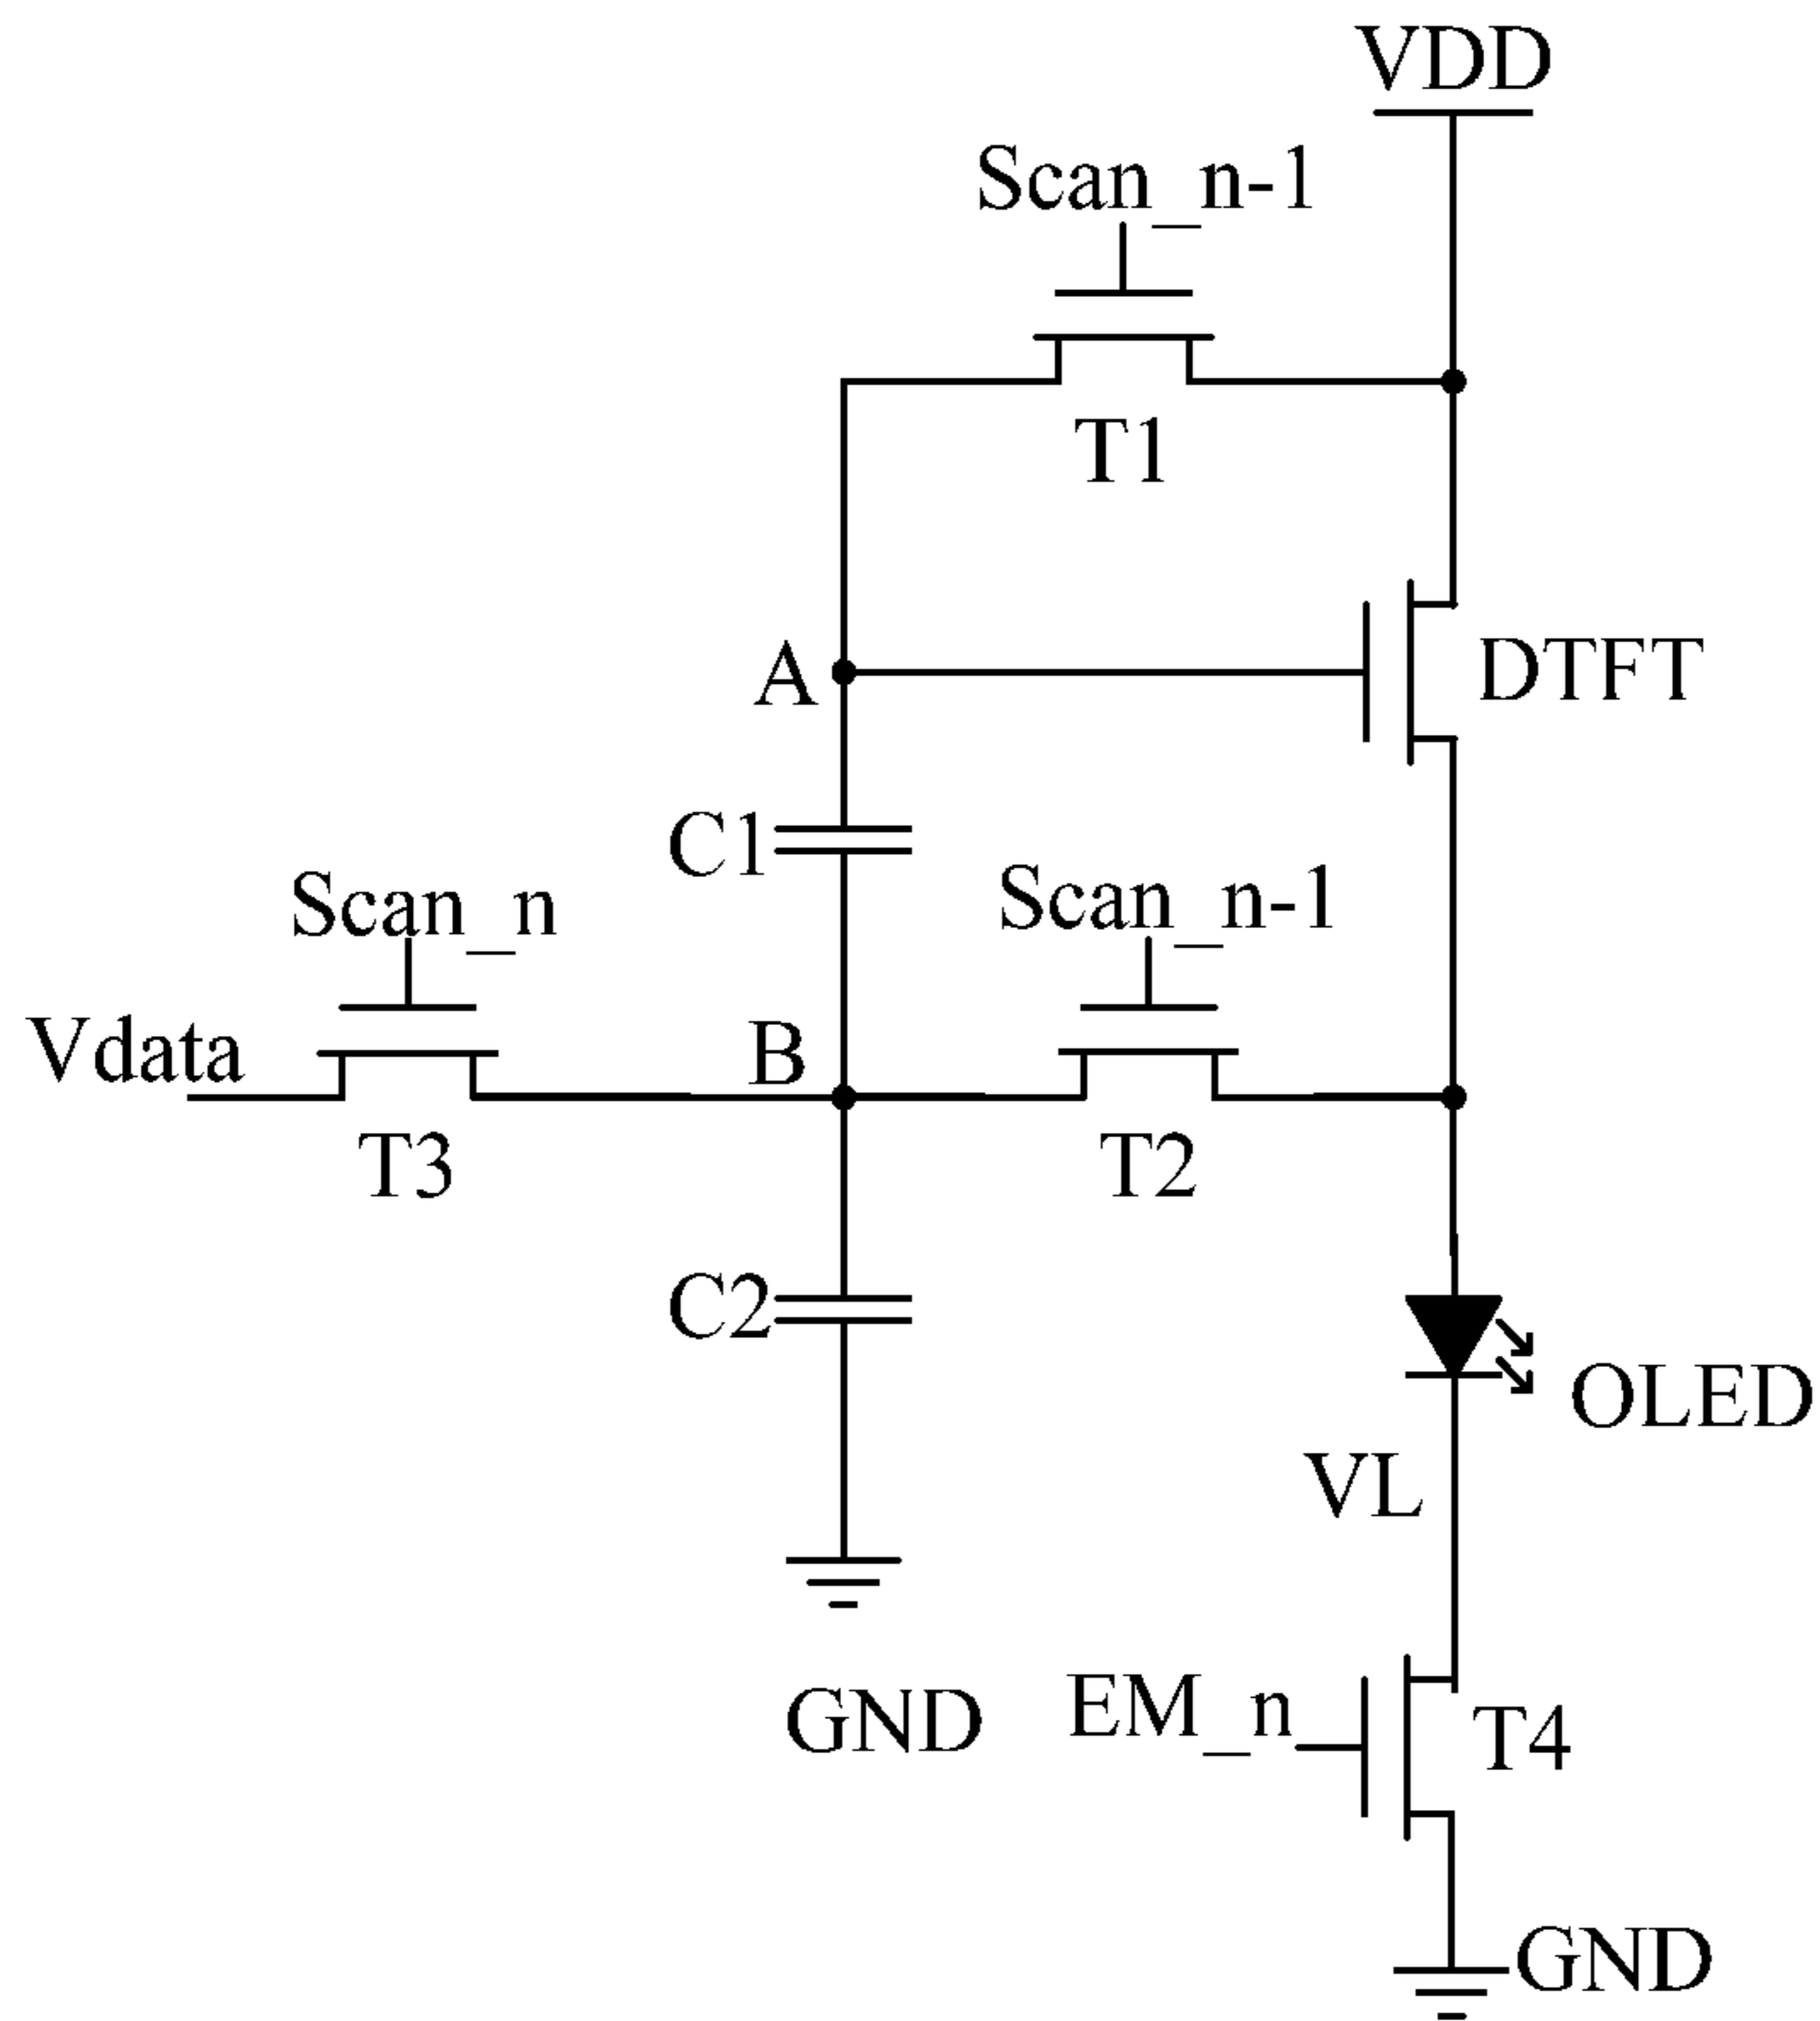 VDD
Scan_n-1
T1
A
DTFT
C1
Scan_n
Scan_n-1
Vdata
B
T3
T2
C2
OLED
VL
EM_n
GND
T4
GND